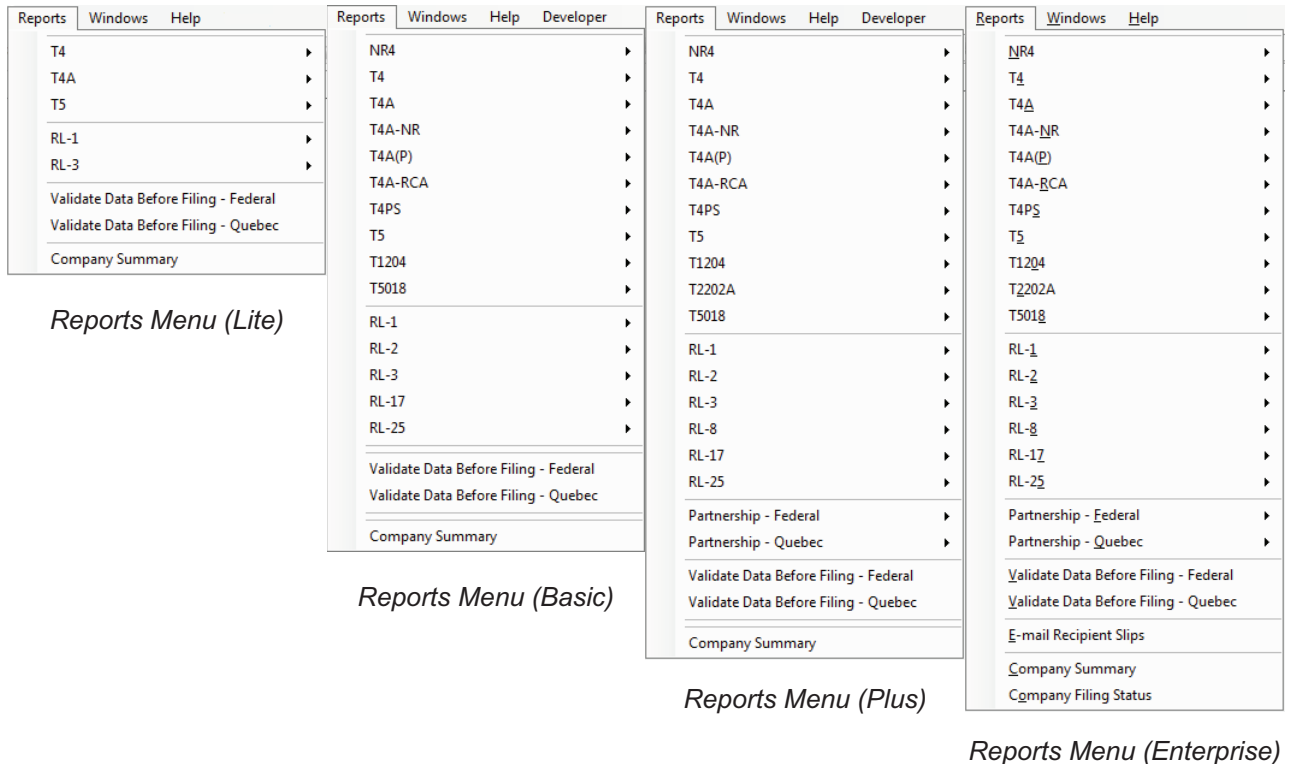 Reports Windows Help
T4
T4A
T5
RL-1
RL-3
Validate Data Before Filing - Federal
Validate Data Before Filing - Quebec
Company Summary
Reports Menu (Lite)
Reports Windows Help Developer
NR4
T4
T4A
T4A-NR
T4A(P)
T4A-RCA
T4PS
T5
T1204
T5018
RL-1
RL-2
RL-3
RL-17
RL-25
Validate Data Before Filing - Federal
Validate Data Before Filing - Quebec
Company Summary
Reports Menu (Basic)
Reports Windows Help Developer
NR4
T4
T4A
T4A-NR
T4A(P)
T4A-RCA
T4PS
T5
T1204
T2202A
T5018
RL-1
RL-2
RL-3
RL-8
RL-17
RL-25
Partnership - Federal
Partnership - Quebec
Validate Data Before Filing - Federal
Validate Data Before Filing - Quebec
Company Summary
Reports Menu (Plus)
Reports Windows Help
NR4
T4
T4A
T4A-NR
T4A(P)
T4A-RCA
T4PS
T5
T1204
T2202A
T5018
RL-1
RL-2
RL-3
RL-8
RL-17
RL-25
Partnership - Federal
Partnership - Quebec
Validate Data Before Filing - Federal
Validate Data Before Filing - Quebec
E-mail Recipient Slips
Company Summary
Company Filing Status
Reports Menu (Enterprise)